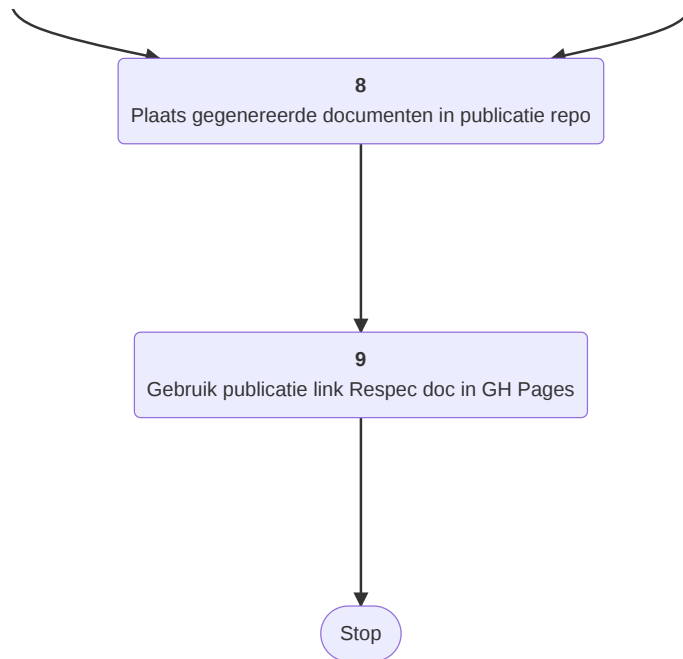 8
Plaats gegenereerde documenten in publicatie repo
9
Gebruik publicatie link Respec doc in GH Pages
Stop